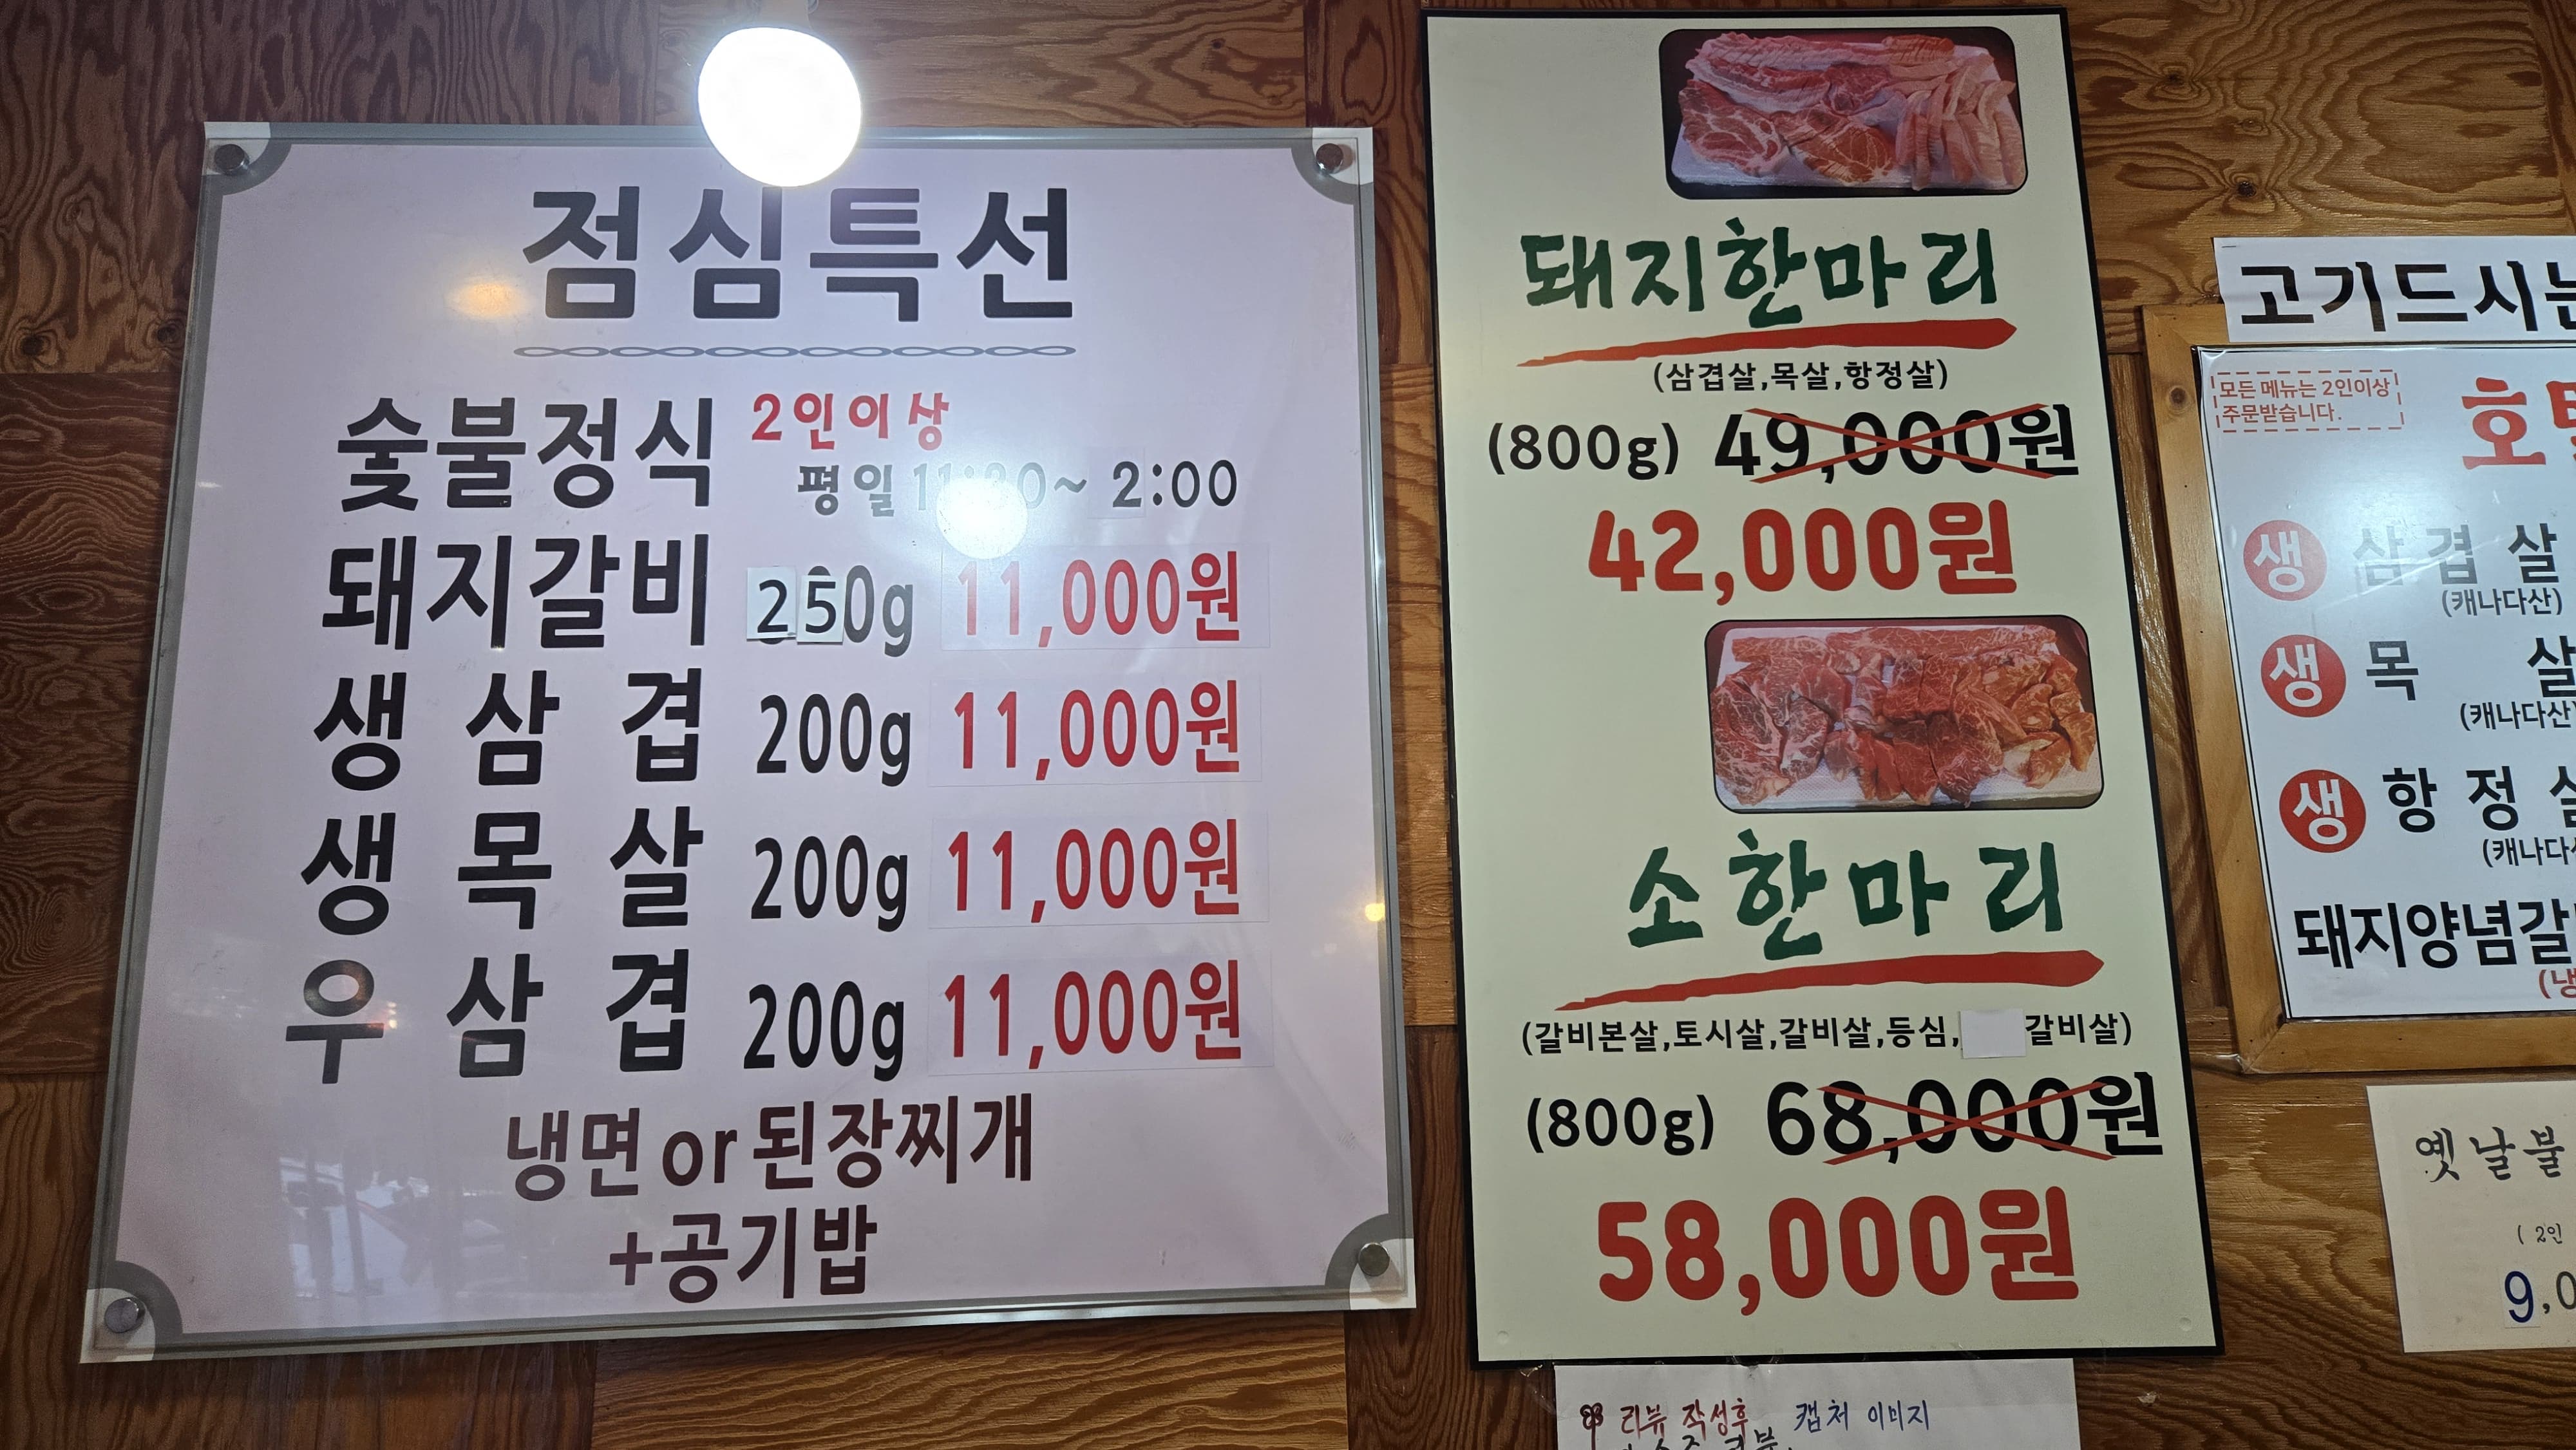 점심특선
숯불정식 2인이상
평일 11:30~ 2:00
돼지갈비 250g 11,000원
생삼겹 200g 11,000원
생목살 200g 11,000원
우삼겹 200g 11,000원
냉면 or 된장찌개
+공기밥
돼지한마리
(삼겹살,목살,항정살)
(800g) 49,000원
42,000원
소한마리
(갈비본살,토시살,갈비살,등심, 갈비살)
(800g) 68,000원
58,000원
리뷰 작성후 캡처 이미지
고기드시는
모든 메뉴는 2인이상
주문받습니다.
생 삼겹살
(캐나다산)
생 목살
(캐나다산)
생 항정살
(캐나다산
돼지양념갈
옛날불
( 2인
9,0